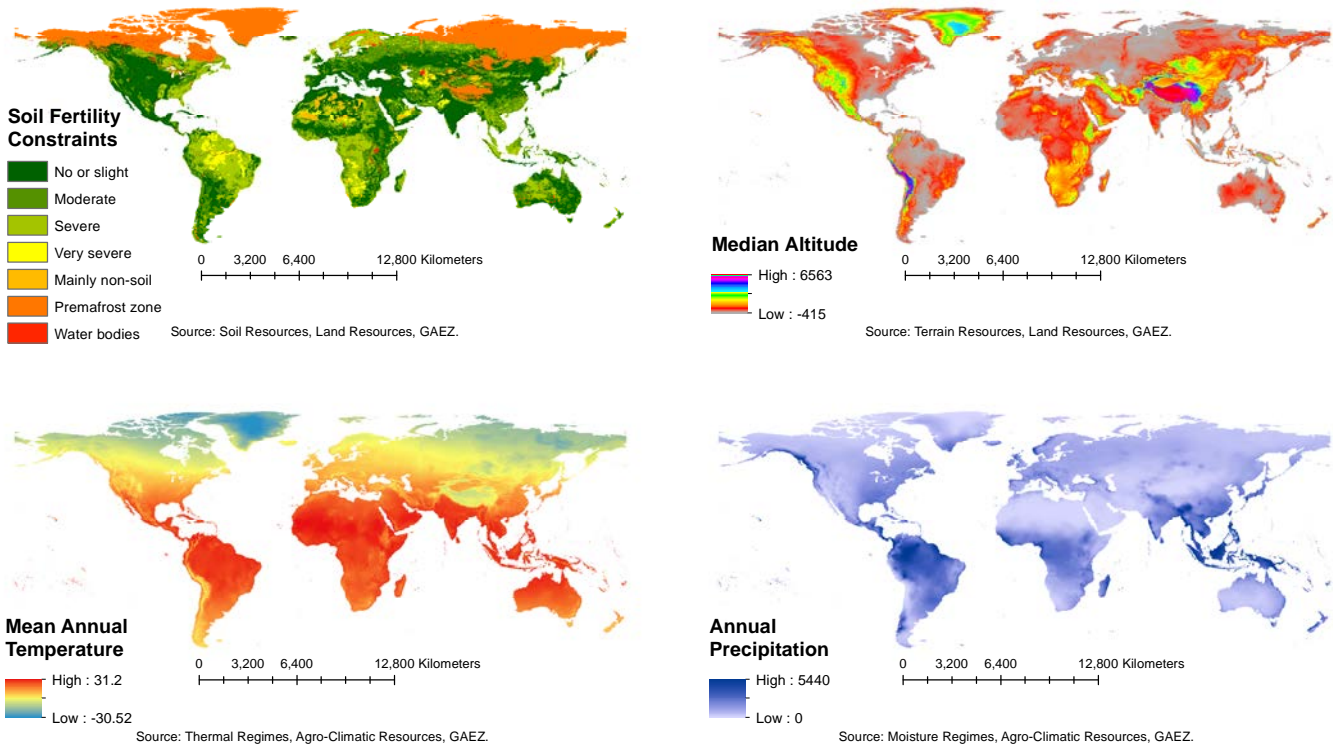 Soil Fertility
Constraints
No or slight
Moderate
Severe
Very severe
Mainly non-soil
Premafrost zone
Water bodies
0 3,200 6,400 12,800 Kilometers
Source: Soil Resources, Land Resources, GAEZ.
Median Altitude
High : 6563
Low : -415
0 3,200 6,400 12,800 Kilometers
Source: Terrain Resources, Land Resources, GAEZ.
Mean Annual
Temperature
High : 31.2
Low : -30.52
0 3,200 6,400 12,800 Kilometers
Source: Thermal Regimes, Agro-Climatic Resources, GAEZ.
Annual
Precipitation
High : 5440
Low : 0
0 3,200 6,400 12,800 Kilometers
Source: Moisture Regimes, Agro-Climatic Resources, GAEZ.